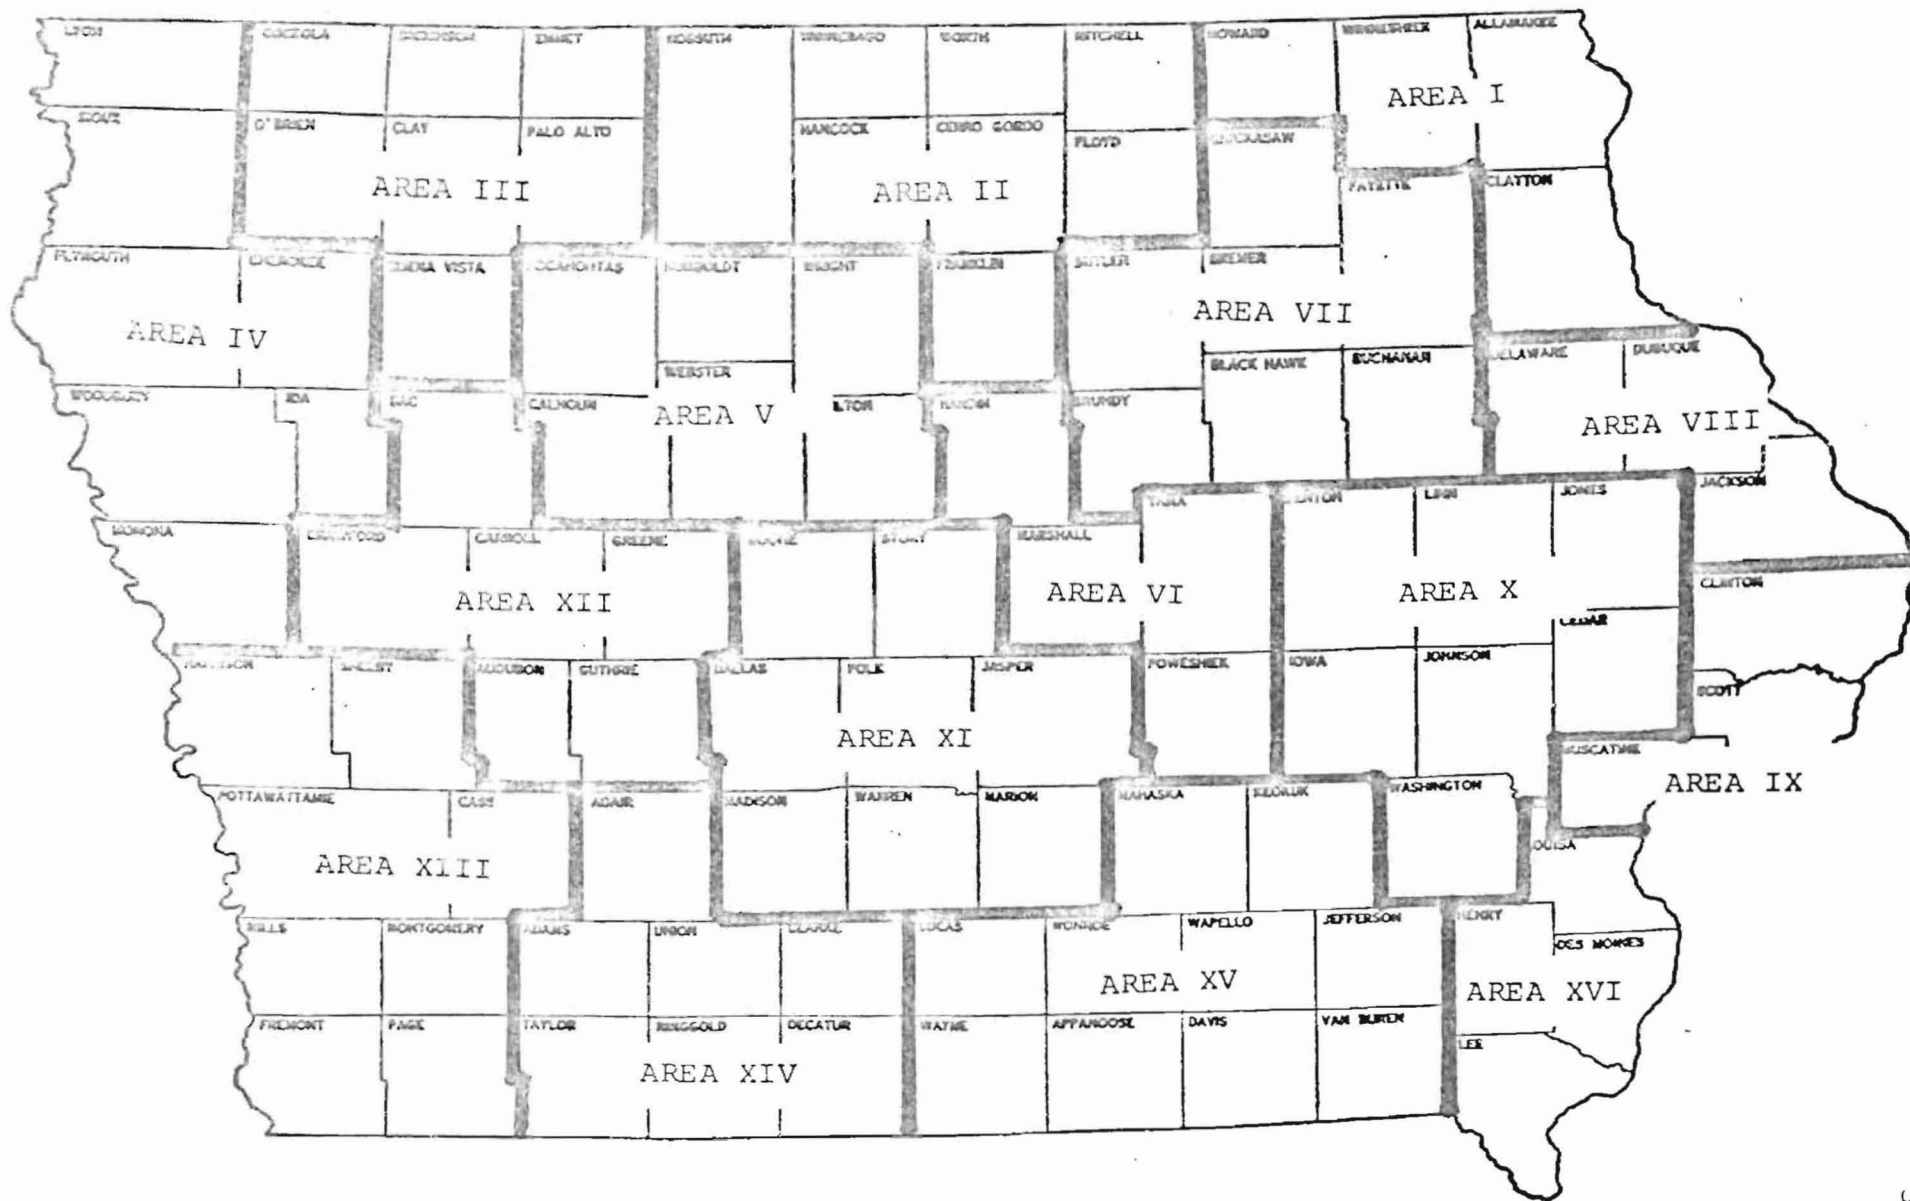 LYON OSCEOLA DICKINSON EMMET KOSSUTH WINNEBAGO WORTH MITCHELL HOWARD WINNESHIEK ALLAMAKEE
AREA I
SIOUX O'BRIEN CLAY PALO ALTO HANCOCK CERRO GORDO FLOYD CHICKASAW
AREA III AREA II
FAYETTE CLAYTON
PLYMOUTH CHEROKEE BUENA VISTA POCAHONTAS HUMBOLDT WRIGHT FRANKLIN BUTLER BREMER
AREA IV AREA VII
WEBSTER BLACK HAWK BUCHANAN DELAWARE DUBUQUE
WOODBURY IDA SAC CALHOUN AREA V ILTON HARDIN GRUNDY
AREA VIII
TAMA BENTON LINN JONES JACKSON
MONONA CRAWFORD CARROLL GREENE BOONE STORY MARSHALL
CLINTON
AREA XII AREA VI AREA X
CEDAR
HARRISON SHELBY AUDUBON GUTHRIE DALLAS POLK JASPER POWESHIEK IOWA JOHNSON
SCOTT
AREA XI
MUSCATINE
AREA IX
POTTAWATTAMIE CASS ADAIR MADISON WARREN MARION MAHASKA KEOKUK WASHINGTON
OUISA
AREA XIII
MILLS MONTGOMERY ADAMS UNION CLARKE LUCAS MONROE WAPELLO JEFFERSON HENRY
DES MOINES
AREA XV AREA XVI
FREMONT PAGE TAYLOR RINGGOLD DECATUR WAYNE APPANOOSE DAVIS VAN BUREN
LEE
AREA XIV